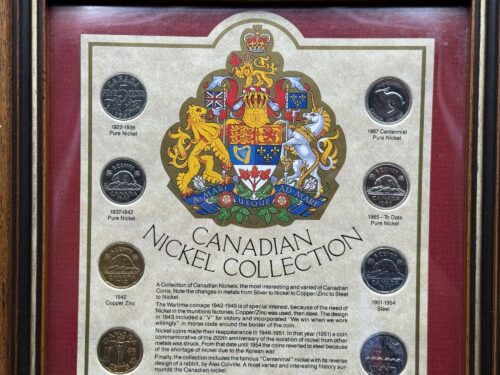 A MARI USQUE AD MARE
CANADIAN
NICKEL COLLECTION
1922-1936
Pure Nickel
1937-1942
Pure Nickel
1942
Copper Zinc
1967 Centennial
Pure Nickel
1965 - To Date
Pure Nickel
1951-1954
Steel
A Collection of Canadian Nickels, the most interesting and varied of Canadian
Coins. Note the changes in metals from Silver to Nickel to Copper/Zinc to Steel
to Nickel.
The Wartime coinage 1942-1945 is of special interest, because of the need of
Nickel in the munitions factories, Copper/Zinc was used, then steel. The design
in 1943 included a "V" for victory and incorporated "We win when we work
willingly" in morse code around the border of the coin.
Nickel coins made their reappearance in 1946-1951. In that year (1951) a coin
commemorative of the 200th anniversary of the isolation of nickel from other
metals was struck. From that date until 1954 the coins reverted to steel because
of the shortage of nickel due to the Korean war
Finally, the collection includes the famous "Centennial" nickel with its reverse
design of a rabbit, by Alex Colville. A most varied and interesting history sur-
rounds the Canadian nickel.